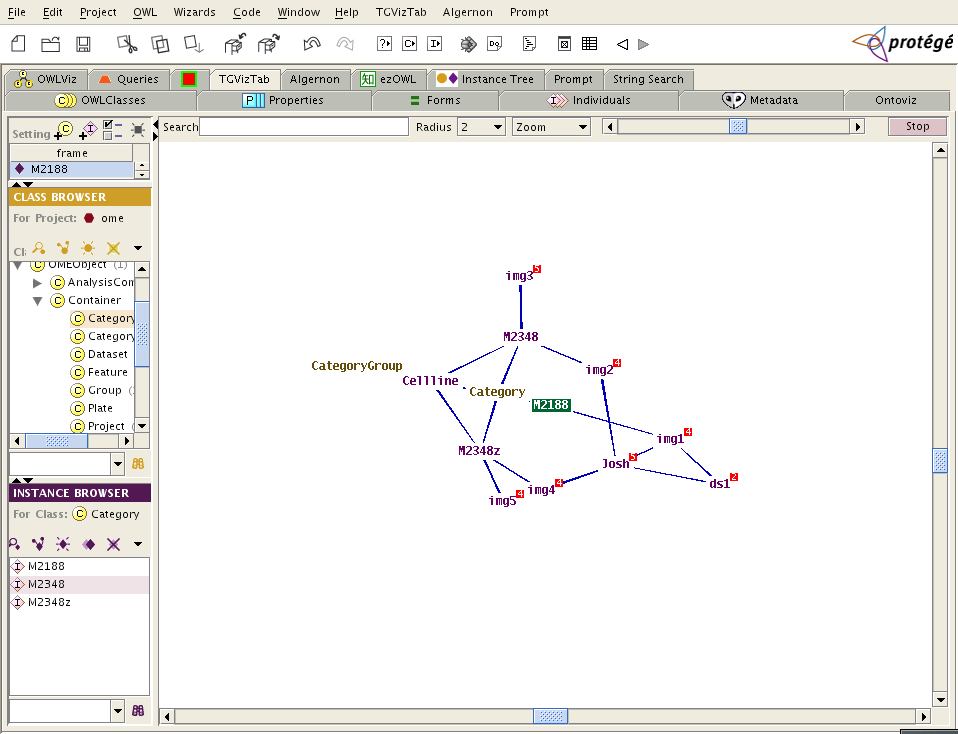 File Edit Project OWL Wizards Code Window Help TGVizTab Algernon Prompt
protégé
OWLViz Queries TGVizTab Algernon 知 ezOWL Instance Tree Prompt String Search
C OWLClasses P Properties Forms I Individuals Metadata Ontoviz
Setting C I
Search Radius 2 Zoom Stop
frame
M2188
CLASS BROWSER
For Project: ome
Cl:
C OMEObject (1)
C AnalysisCom
C Container
C Category
C Category
C Dataset
C Feature
C Group (
C Plate
C Project (
INSTANCE BROWSER
For Class: C Category
I M2188
I M2348
I M2348z
img3 5
M2348
CategoryGroup
img2 4
Cellline
Category
M2188
img1 4
M2348z
Josh 5
ds1 2
img4 4
img5 4